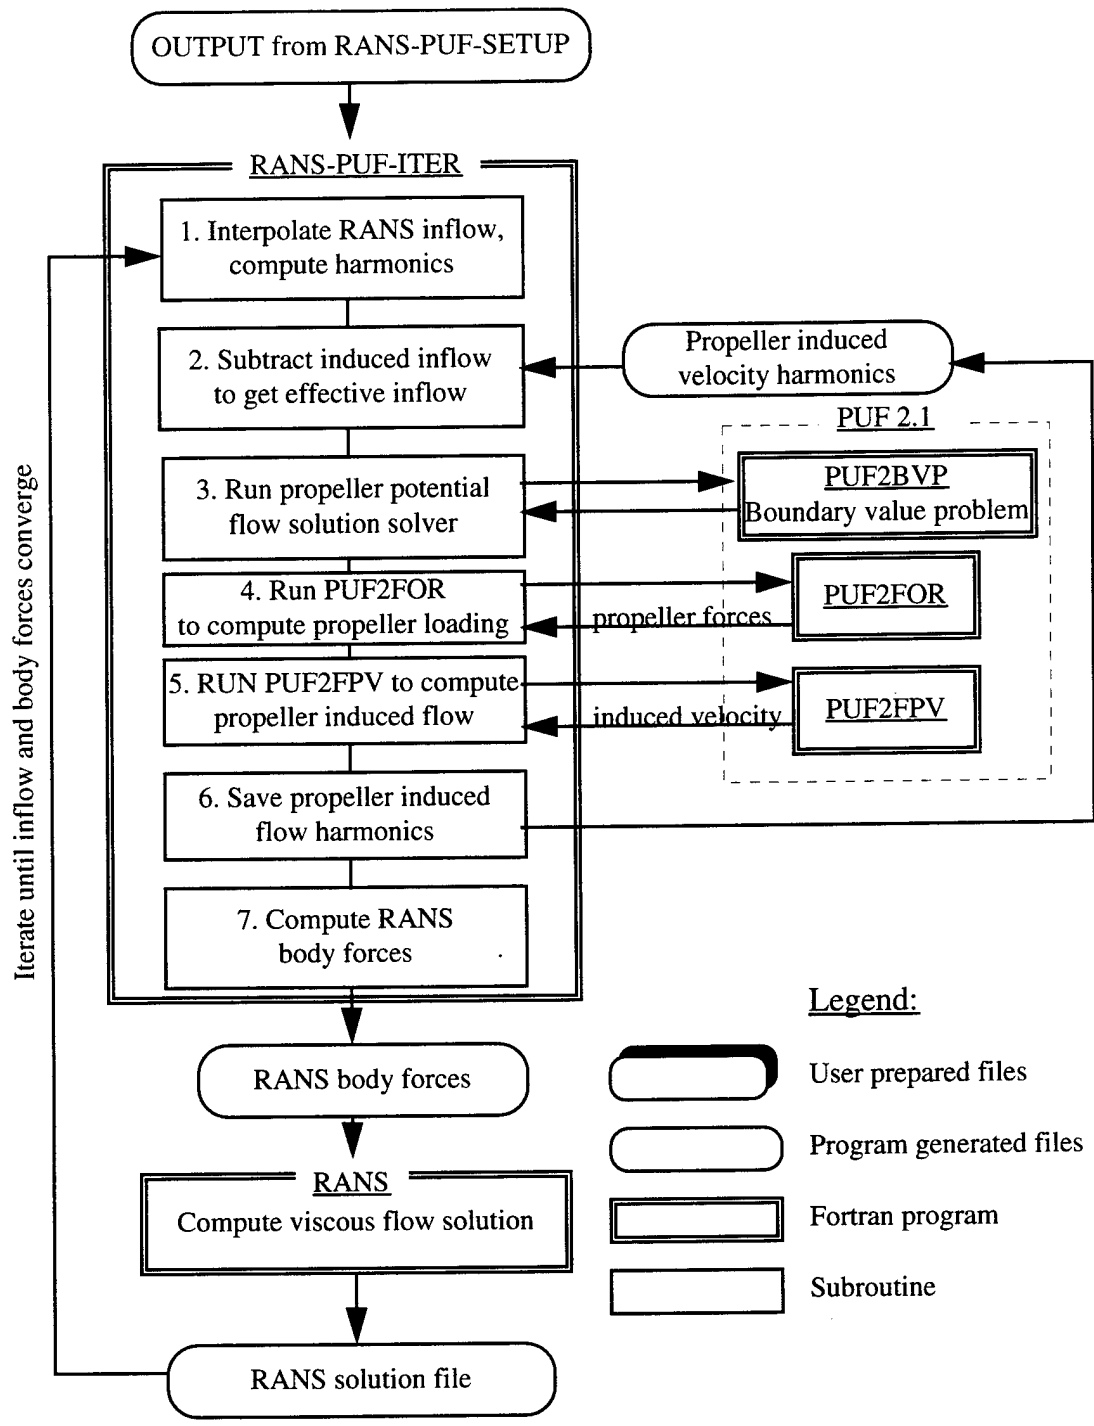 OUTPUT from RANS-PUF-SETUP
RANS-PUF-ITER
1. Interpolate RANS inflow,
compute harmonics
2. Subtract induced inflow
to get effective inflow
Propeller induced
velocity harmonics
PUF 2.1
3. Run propeller potential
flow solution solver
PUF2BVP
Boundary value problem
4. Run PUF2FOR
to compute propeller loading
propeller forces
PUF2FOR
5. RUN PUF2FPV to compute
propeller induced flow
induced velocity
PUF2FPV
6. Save propeller induced
flow harmonics
7. Compute RANS
body forces
Iterate until inflow and body forces converge
RANS body forces
RANS
Compute viscous flow solution
RANS solution file
Legend:
User prepared files
Program generated files
Fortran program
Subroutine